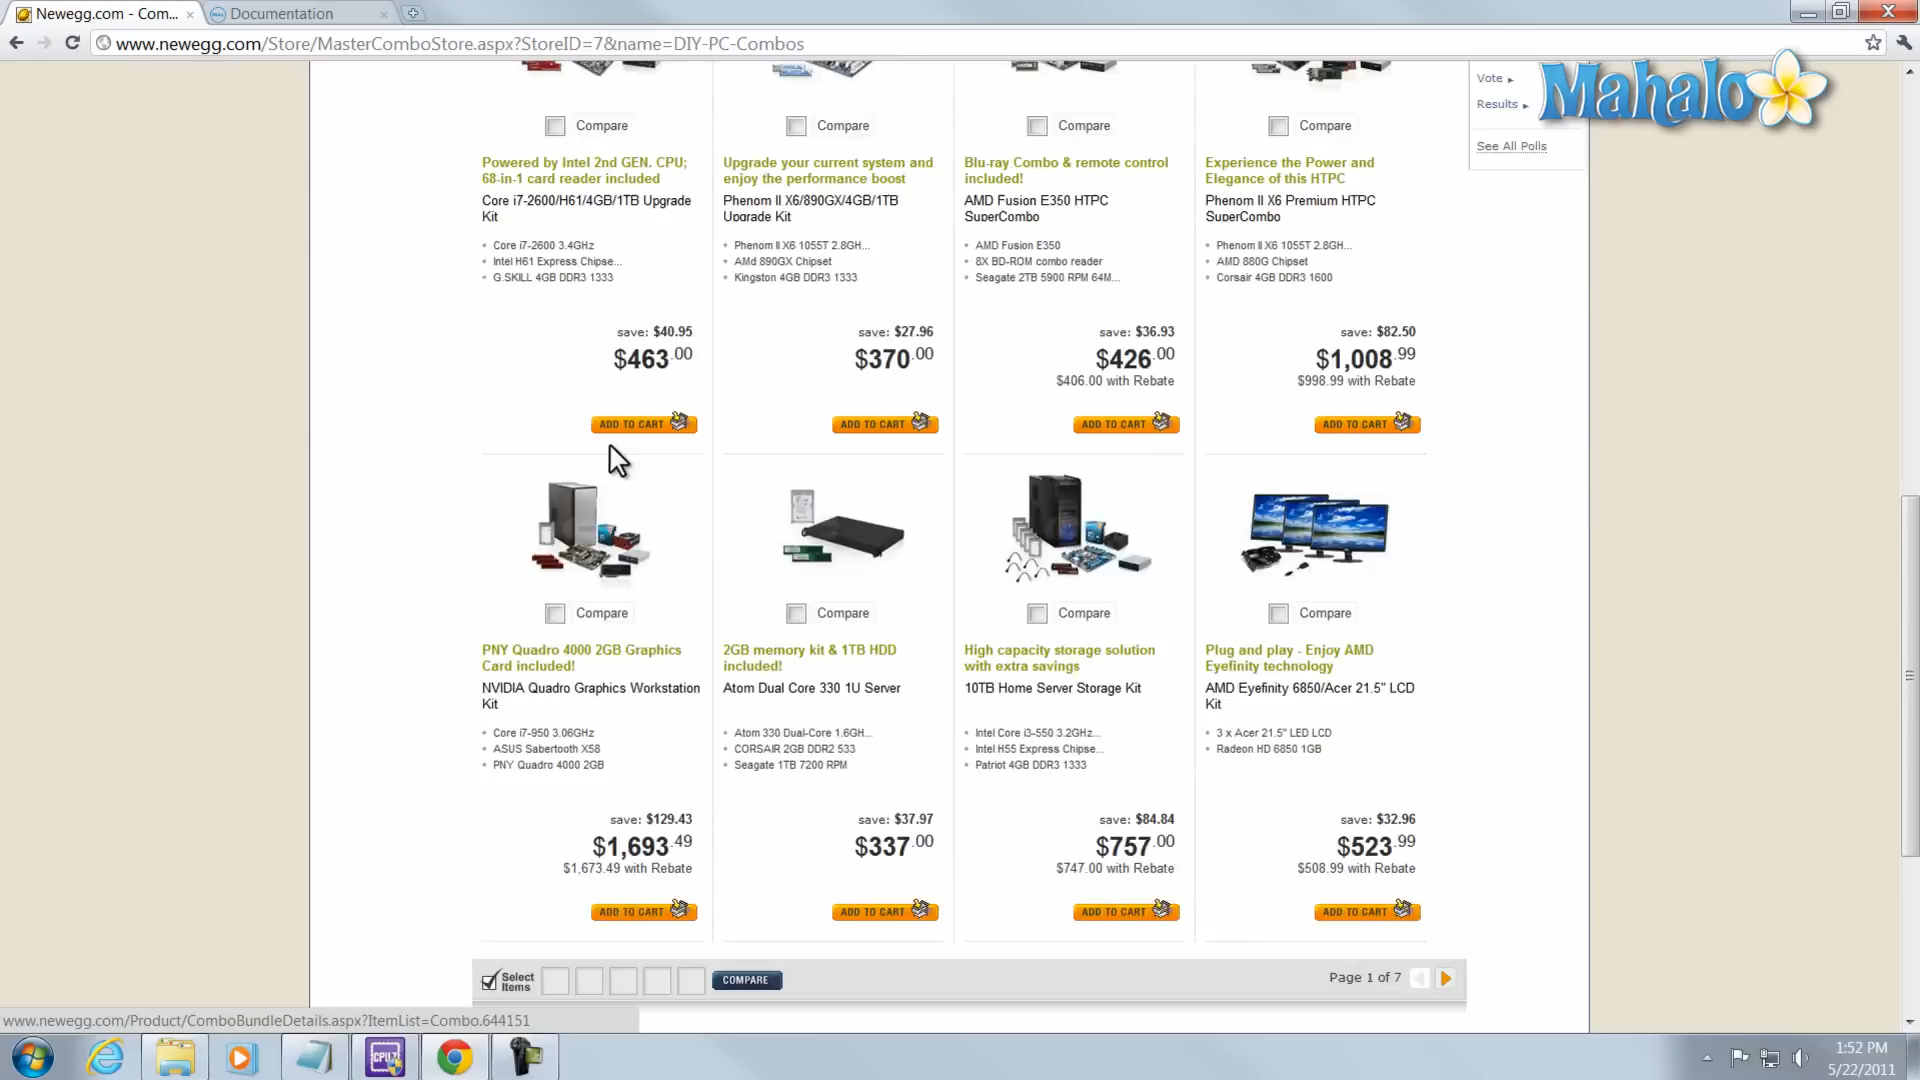 Newegg.com - Com...
Documentation
www.newegg.com/Store/MasterComboStore.aspx?StoreID=7&name=DIY-PC-Combos
Mahalo
Vote
Results
See All Polls
Compare Compare Compare Compare
Powered by Intel 2nd GEN. CPU;
68-in-1 card reader included
Core i7-2600/H61/4GB/1TB Upgrade
Kit
• Core i7-2600 3.4GHz
• Intel H61 Express Chipse...
• G.SKILL 4GB DDR3 1333
save: $40.95
$463.00
ADD TO CART
Upgrade your current system and
enjoy the performance boost
Phenom II X6/890GX/4GB/1TB
Upgrade Kit
• Phenom II X6 1055T 2.8GH...
• AMd 890GX Chipset
• Kingston 4GB DDR3 1333
save: $27.96
$370.00
ADD TO CART
Blu-ray Combo & remote control
included!
AMD Fusion E350 HTPC
SuperCombo
• AMD Fusion E350
• 8X BD-ROM combo reader
• Seagate 2TB 5900 RPM 64M...
save: $36.93
$426.00
$406.00 with Rebate
ADD TO CART
Experience the Power and
Elegance of this HTPC
Phenom II X6 Premium HTPC
SuperCombo
• Phenom II X6 1055T 2.8GH...
• AMD 880G Chipset
• Corsair 4GB DDR3 1600
save: $82.50
$1,008.99
$998.99 with Rebate
ADD TO CART
Compare Compare Compare Compare
PNY Quadro 4000 2GB Graphics
Card included!
NVIDIA Quadro Graphics Workstation
Kit
• Core i7-950 3.06GHz
• ASUS Sabertooth X58
• PNY Quadro 4000 2GB
save: $129.43
$1,693.49
$1,673.49 with Rebate
ADD TO CART
2GB memory kit & 1TB HDD
included!
Atom Dual Core 330 1U Server
• Atom 330 Dual-Core 1.6GH...
• CORSAIR 2GB DDR2 533
• Seagate 1TB 7200 RPM
save: $37.97
$337.00
ADD TO CART
High capacity storage solution
with extra savings
10TB Home Server Storage Kit
• Intel Core i3-550 3.2GHz...
• Intel H55 Express Chipse...
• Patriot 4GB DDR3 1333
save: $84.84
$757.00
$747.00 with Rebate
ADD TO CART
Plug and play - Enjoy AMD
Eyefinity technology
AMD Eyefinity 6850/Acer 21.5" LCD
Kit
• 3 x Acer 21.5" LED LCD
• Radeon HD 6850 1GB
save: $32.96
$523.99
$508.99 with Rebate
ADD TO CART
Select
Items
COMPARE
Page 1 of 7
www.newegg.com/Product/ComboBundleDetails.aspx?ItemList=Combo.644151
CPU-Z
1:52 PM
5/22/2011